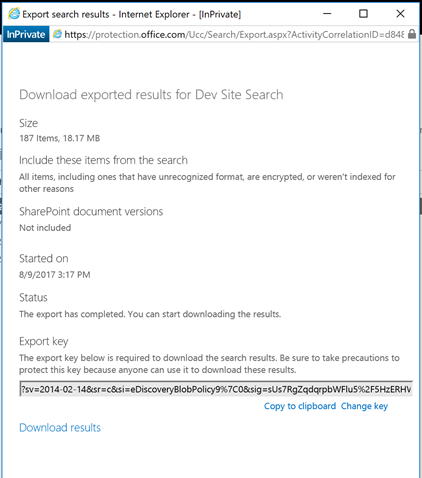 Export search results - Internet Explorer - [InPrivate]
InPrivate https://protection.office.com/Ucc/Search/Export.aspx?ActivityCorrelationID=d848
Download exported results for Dev Site Search
Size
187 Items, 18.17 MB
Include these items from the search
All items, including ones that have unrecognized format, are encrypted, or weren't indexed for
other reasons
SharePoint document versions
Not included
Started on
8/9/2017 3:17 PM
Status
The export has completed. You can start downloading the results.
Export key
The export key below is required to download the search results. Be sure to take precautions to
protect this key because anyone can use it to download these results.
?sv=2014-02-14&sr=c&si=eDiscoveryBlobPolicy9%7C0&sig=sUs7RgZqdqrpbWFlu5%2F5HzERHW
Copy to clipboard Change key
Download results